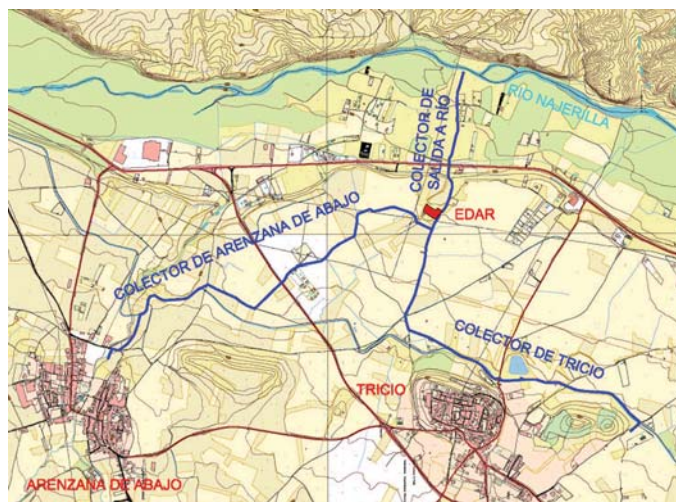 RÍO NAJERILLA
COLECTOR DE
SALIDA A RÍO
EDAR
COLECTOR DE ARENZANA DE ABAJO
COLECTOR DE TRICIO
TRICIO
ARENZANA DE ABAJO